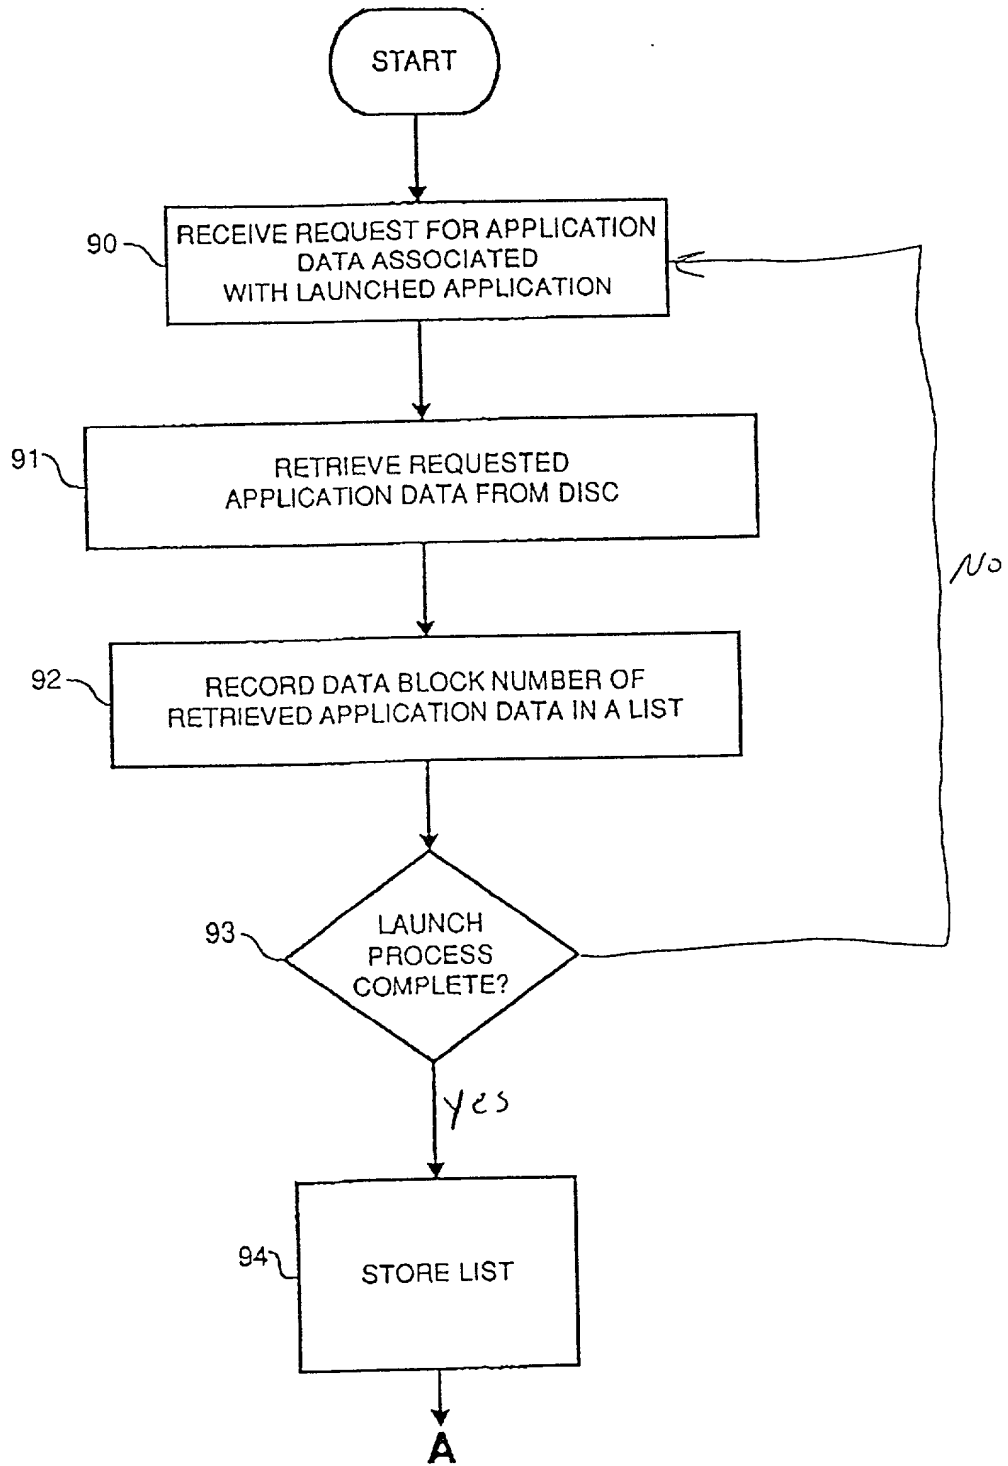 START
90
RECEIVE REQUEST FOR APPLICATION
DATA ASSOCIATED
WITH LAUNCHED APPLICATION
91
RETRIEVE REQUESTED
APPLICATION DATA FROM DISC
No
92
RECORD DATA BLOCK NUMBER OF
RETRIEVED APPLICATION DATA IN A LIST
93
LAUNCH
PROCESS
COMPLETE?
Yes
94
STORE LIST
A